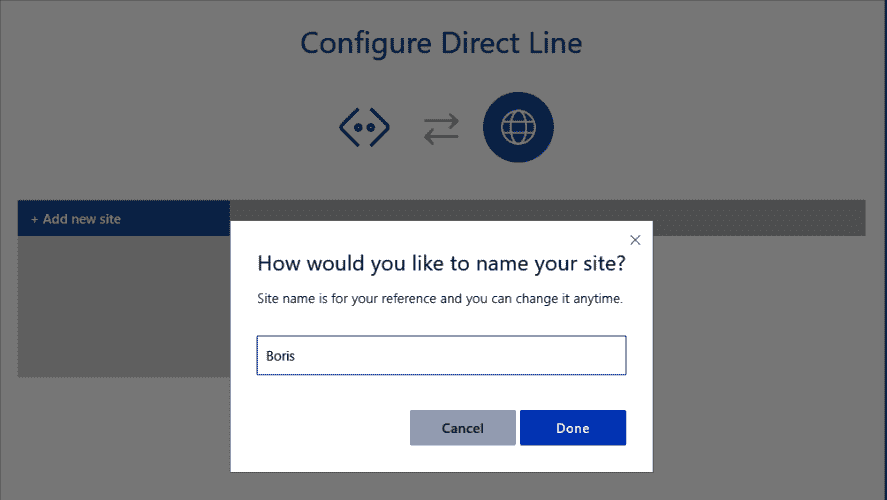 Configure Direct Line
+ Add new site
How would you like to name your site?
Site name is for your reference and you can change it anytime.
Boris
Cancel
Done